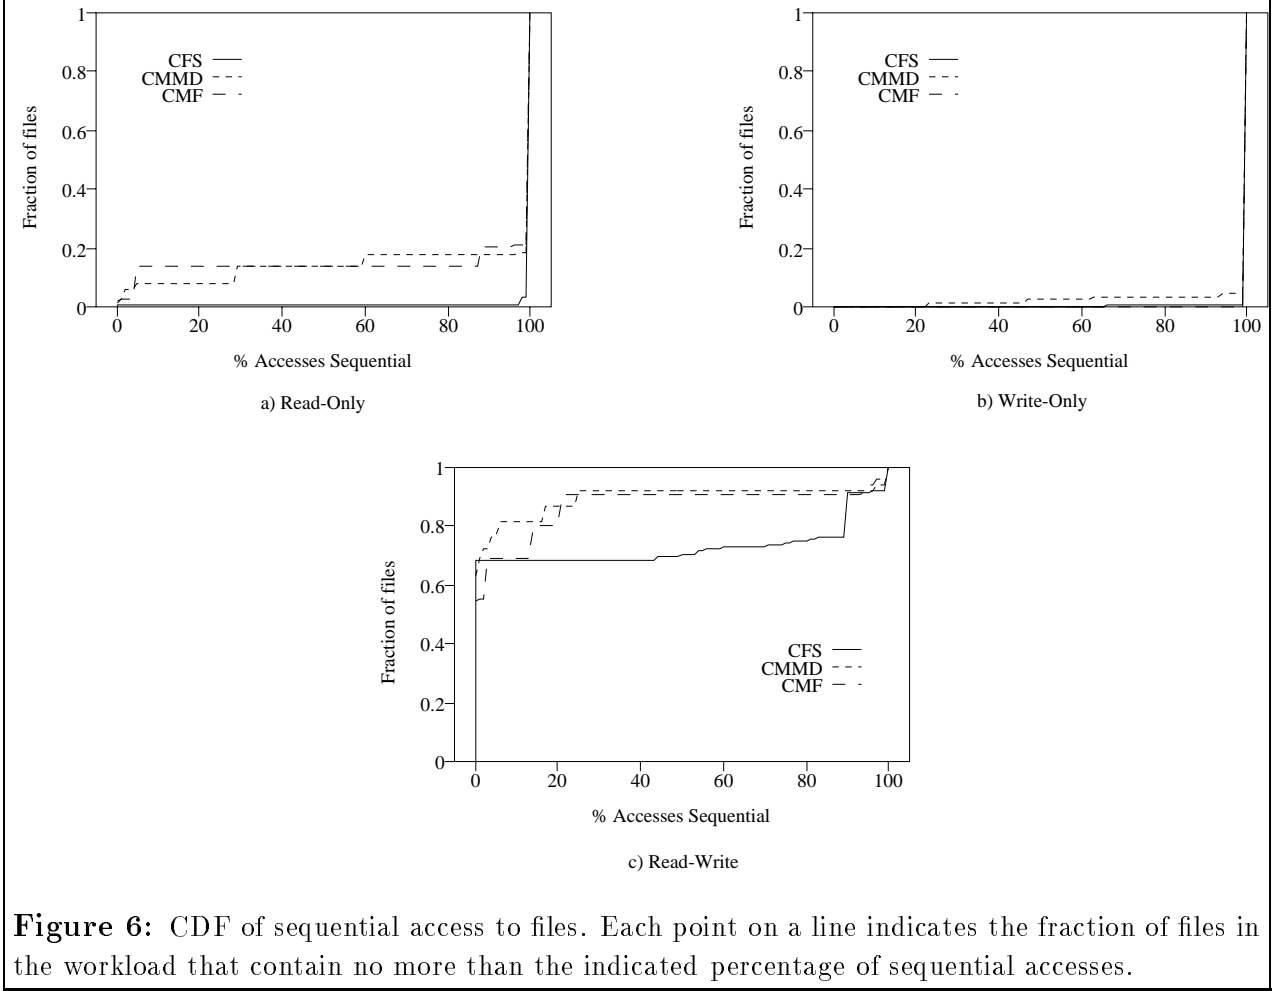 1
0.8
0.6
0.4
0.2
0
Fraction of files
CFS
CMMD
CMF
0 20 40 60 80 100
% Accesses Sequential
a) Read-Only
1
0.8
0.6
0.4
0.2
0
Fraction of files
CFS
CMMD
CMF
0 20 40 60 80 100
% Accesses Sequential
b) Write-Only
1
0.8
0.6
0.4
0.2
0
Fraction of files
CFS
CMMD
CMF
0 20 40 60 80 100
% Accesses Sequential
c) Read-Write
Figure 6: CDF of sequential access to files. Each point on a line indicates the fraction of files in
the workload that contain no more than the indicated percentage of sequential accesses.